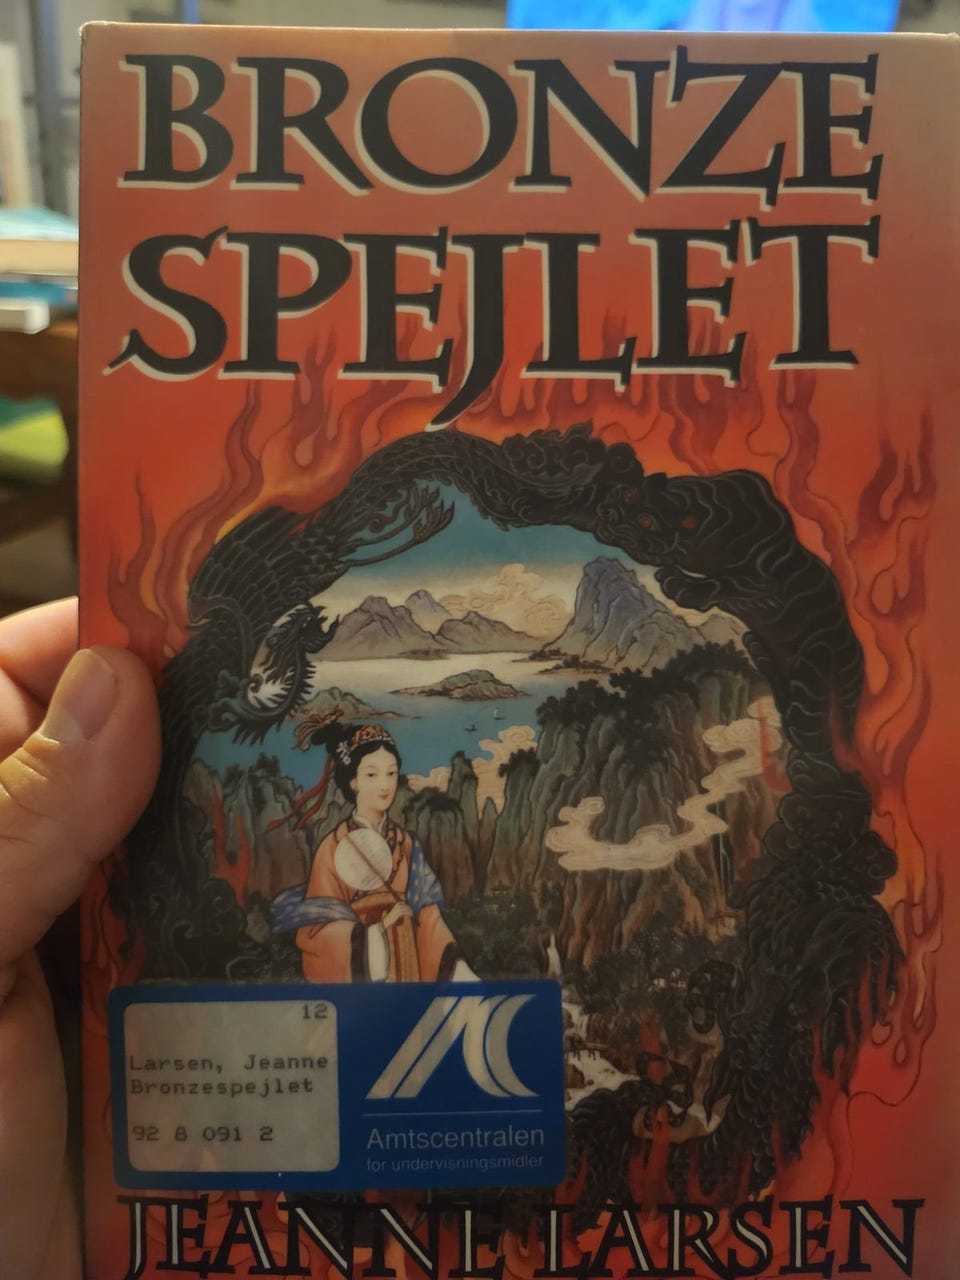 BRONZE
SPEJLET
12
Larsen, Jeanne
Bronzespejlet
92 8 091 2
Amtscentralen
for undervisningsmidler
JEANNE LARSEN